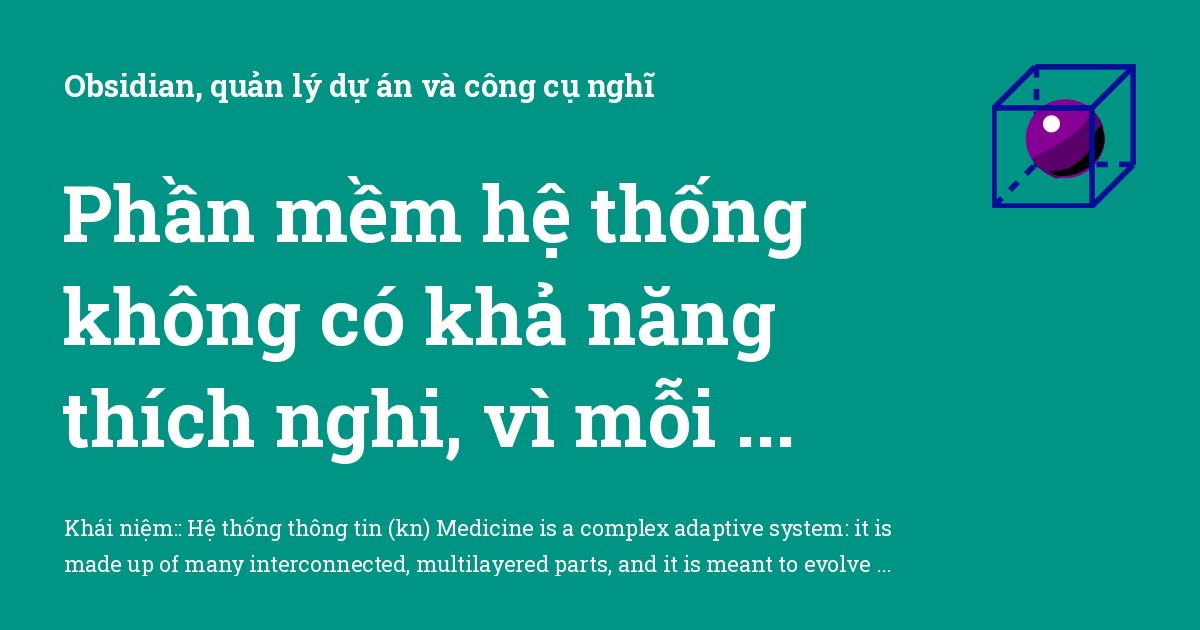 Obsidian, quản lý dự án và công cụ nghĩ
Phần mềm hệ thống
không có khả năng
thích nghi, vì mỗi ...
Khái niệm:: Hệ thống thông tin (kn) Medicine is a complex adaptive system: it is
made up of many interconnected, multilayered parts, and it is meant to evolve ...